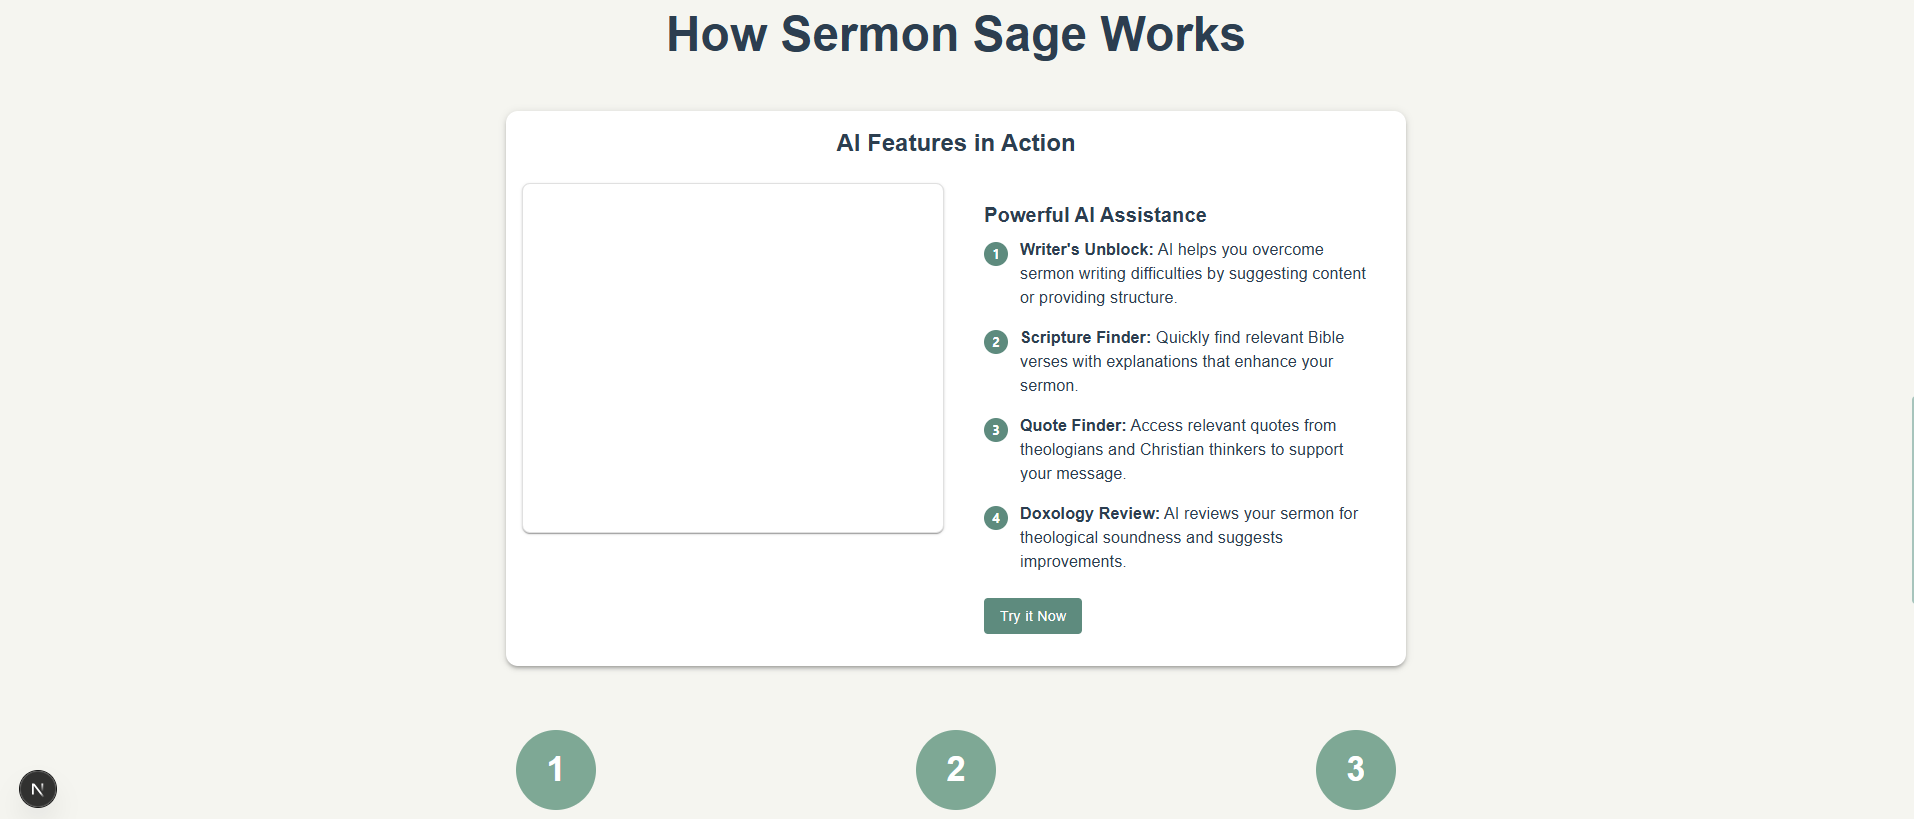 How Sermon Sage Works
AI Features in Action
Powerful AI Assistance
1
Writer's Unblock: AI helps you overcome
sermon writing difficulties by suggesting content
or providing structure.
2
Scripture Finder: Quickly find relevant Bible
verses with explanations that enhance your
sermon.
3
Quote Finder: Access relevant quotes from
theologians and Christian thinkers to support
your message.
4
Doxology Review: AI reviews your sermon for
theological soundness and suggests
improvements.
Try it Now
1
2
3
N